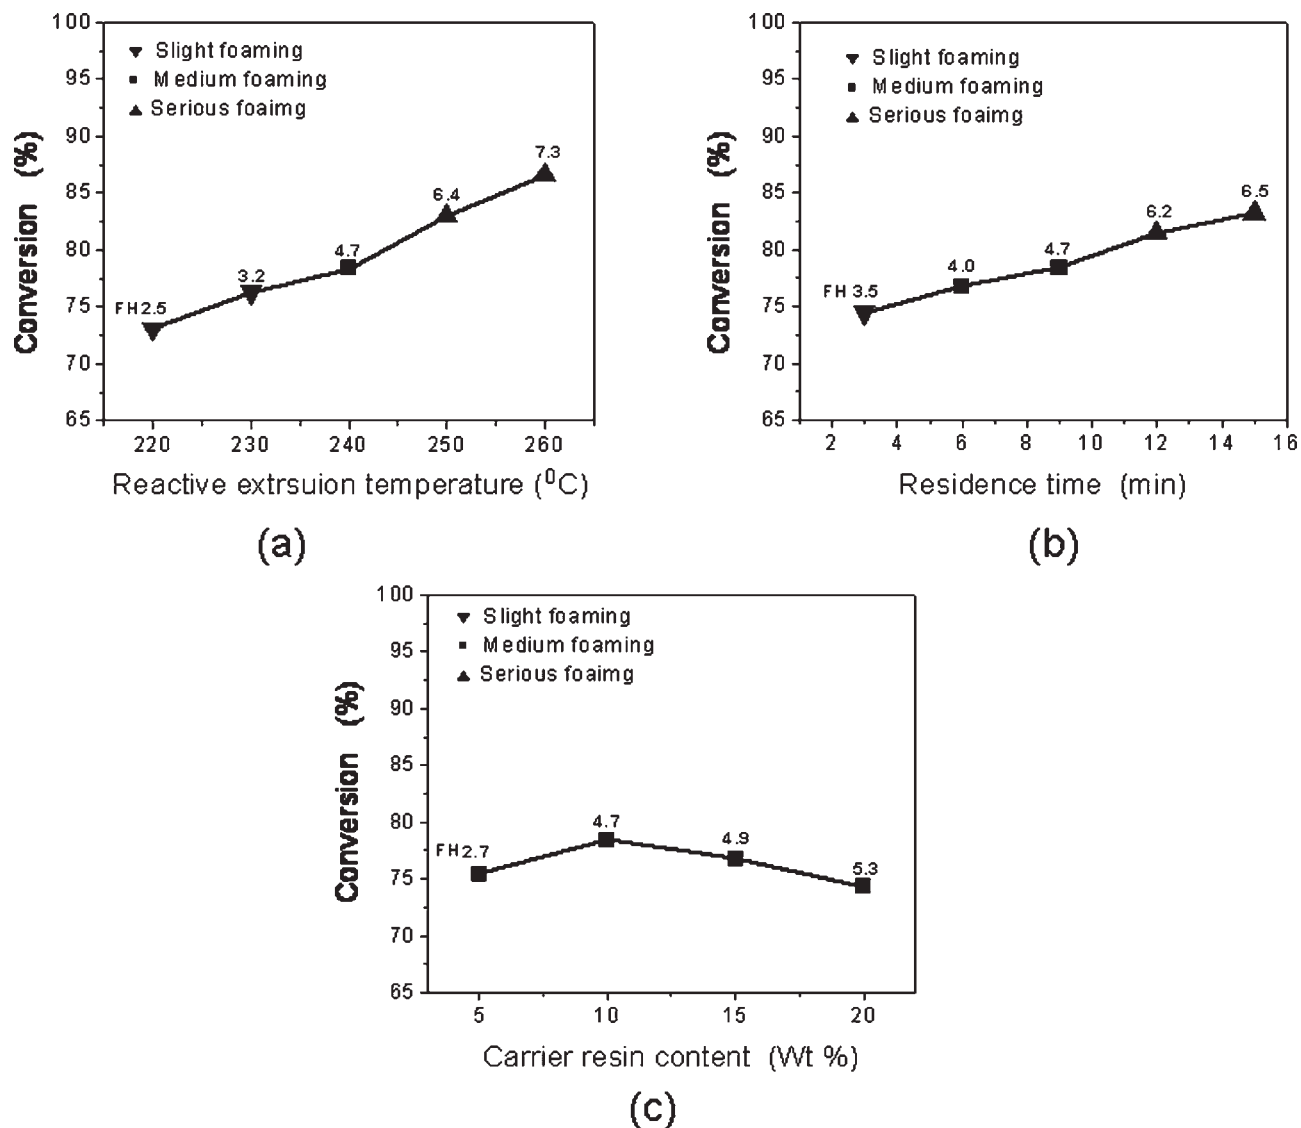 100
95
90
85
80
75
70
65
Conversion (%)
Slight foaming
Medium foaming
Serious foaimg
FH 2.5
3.2
4.7
6.4
7.3
220 230 240 250 260
Reactive extrsuion temperature (⁰C)
(a)
100
95
90
85
80
75
70
65
Conversion (%)
Slight foaming
Medium foaming
Serious foaimg
FH 3.5
4.0
4.7
6.2
6.5
2 4 6 8 10 12 14 16
Residence time (min)
(b)
100
95
90
85
80
75
70
65
Conversion (%)
Slight foaming
Medium foaming
Serious foaimg
FH 2.7
4.7
4.9
5.3
5 10 15 20
Carrier resin content (Wt %)
(c)